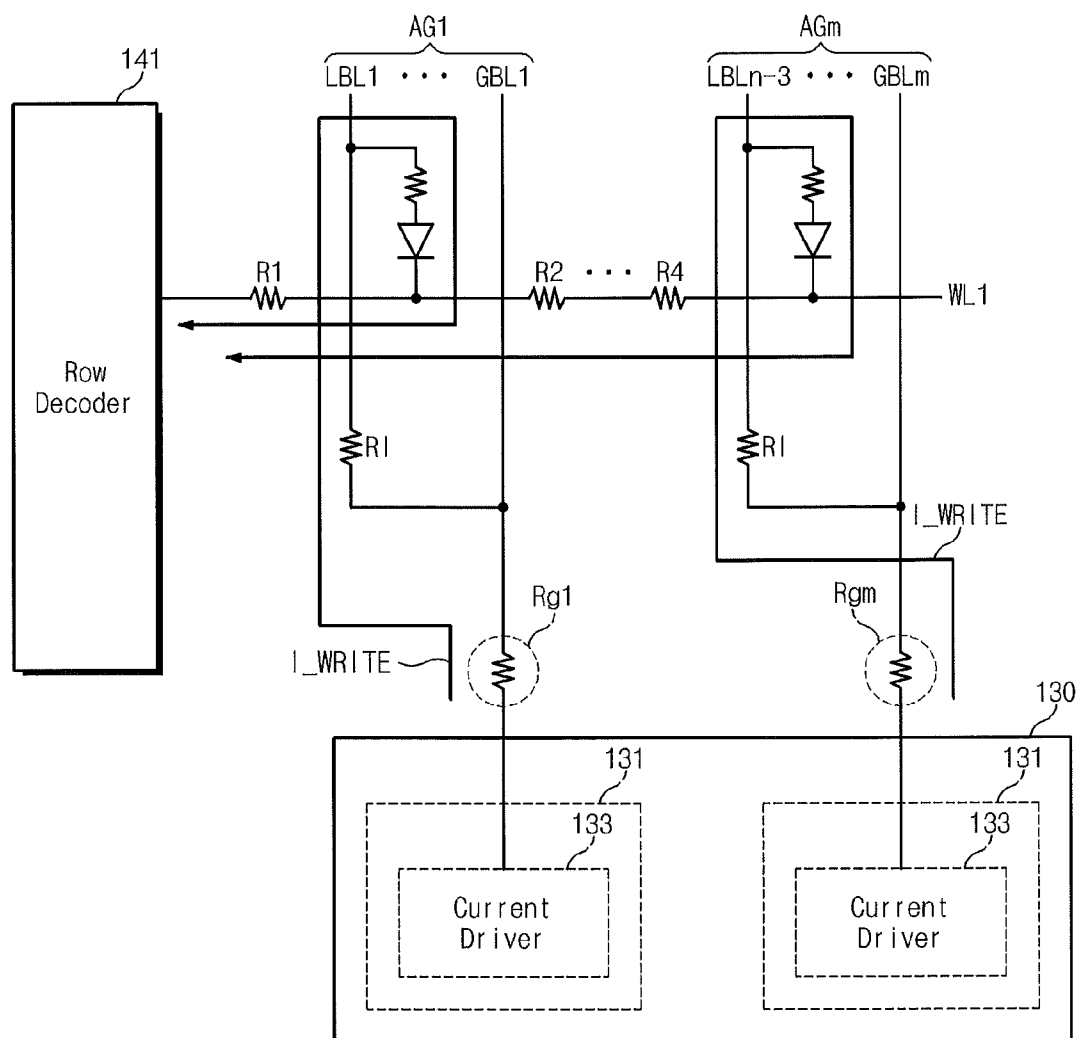 AG1
AGm
141
LBL1 ··· GBL1
LBLn-3 ··· GBLm
R1
R2 ··· R4
WL1
Row
Decoder
Rl
Rl
I_WRITE
Rg1
Rgm
I_WRITE
130
131
131
133
133
Current
Driver
Current
Driver